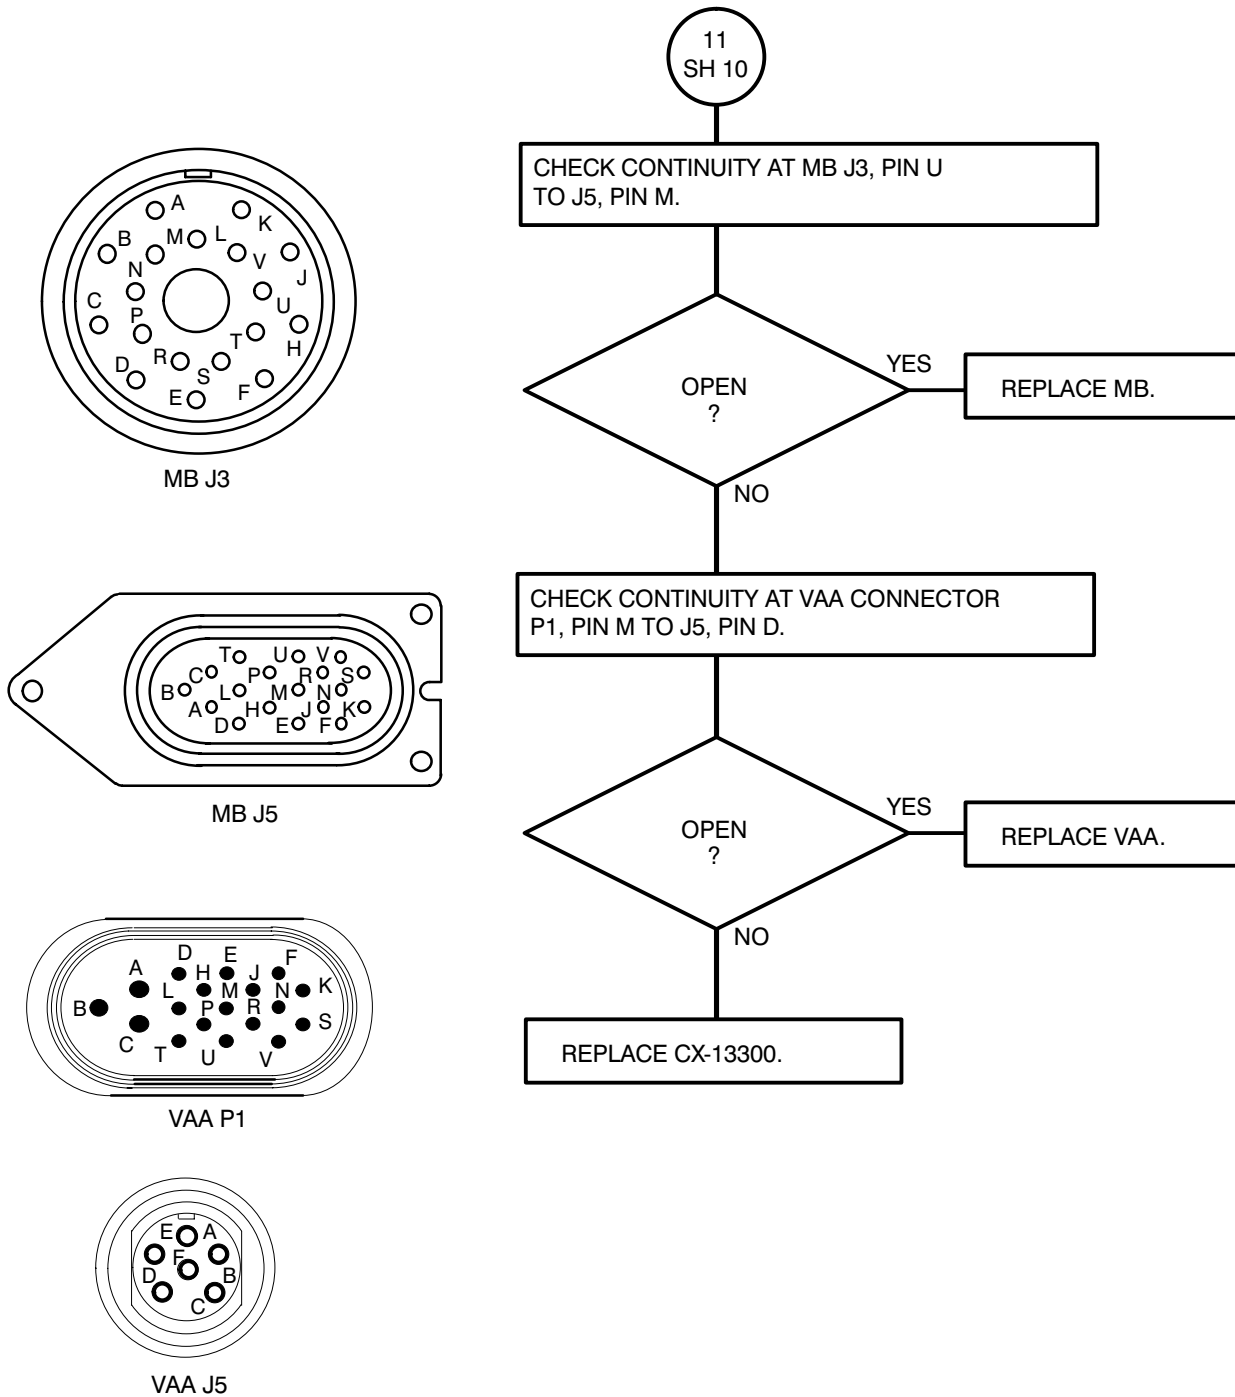 11
SH 10
CHECK CONTINUITY AT MB J3, PIN U
TO J5, PIN M.
OPEN
?
YES
REPLACE MB.
NO
CHECK CONTINUITY AT VAA CONNECTOR
P1, PIN M TO J5, PIN D.
OPEN
?
YES
REPLACE VAA.
NO
REPLACE CX-13300.
A K
B M L
N V J
C P U
T H
D R S
E F
MB J3
T U V
C P R S
B L M N
A H J K
D E F
MB J5
D E F
A H J K
L M N
B P R S
C T U V
VAA P1
E A
F
D B
C
VAA J5